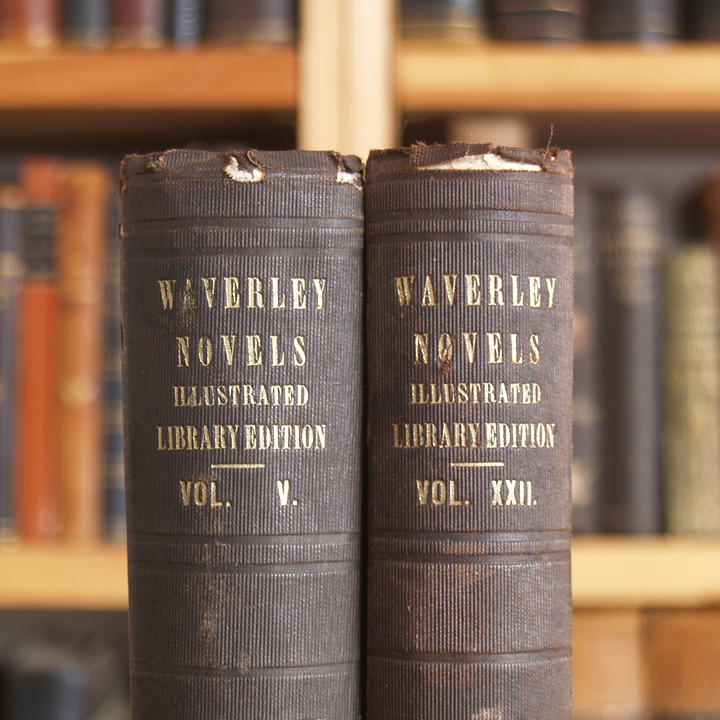 WAVERLEY
NOVELS
ILLUSTRATED
LIBRARY EDITION
VOL. V.
WAVERLEY
NOVELS
ILLUSTRATED
LIBRARY EDITION
VOL. XXII.